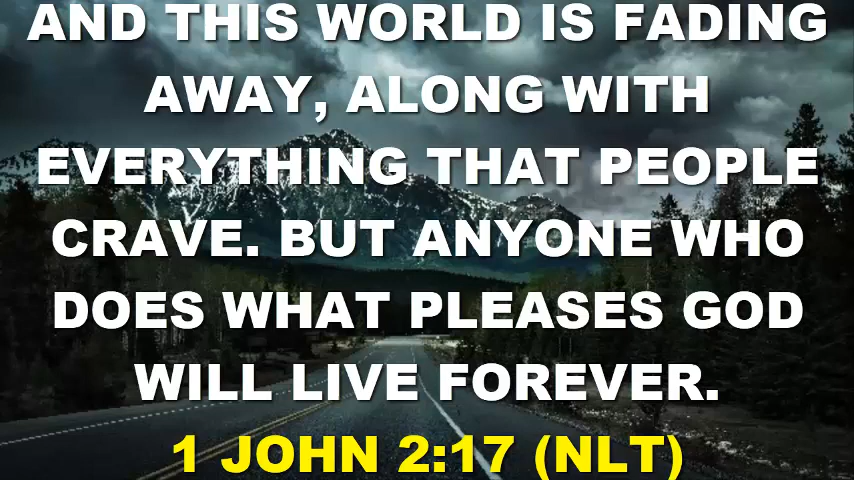 AND THIS WORLD IS FADING
AWAY, ALONG WITH
EVERYTHING THAT PEOPLE
CRAVE. BUT ANYONE WHO
DOES WHAT PLEASES GOD
WILL LIVE FOREVER.
1 JOHN 2:17 (NLT)